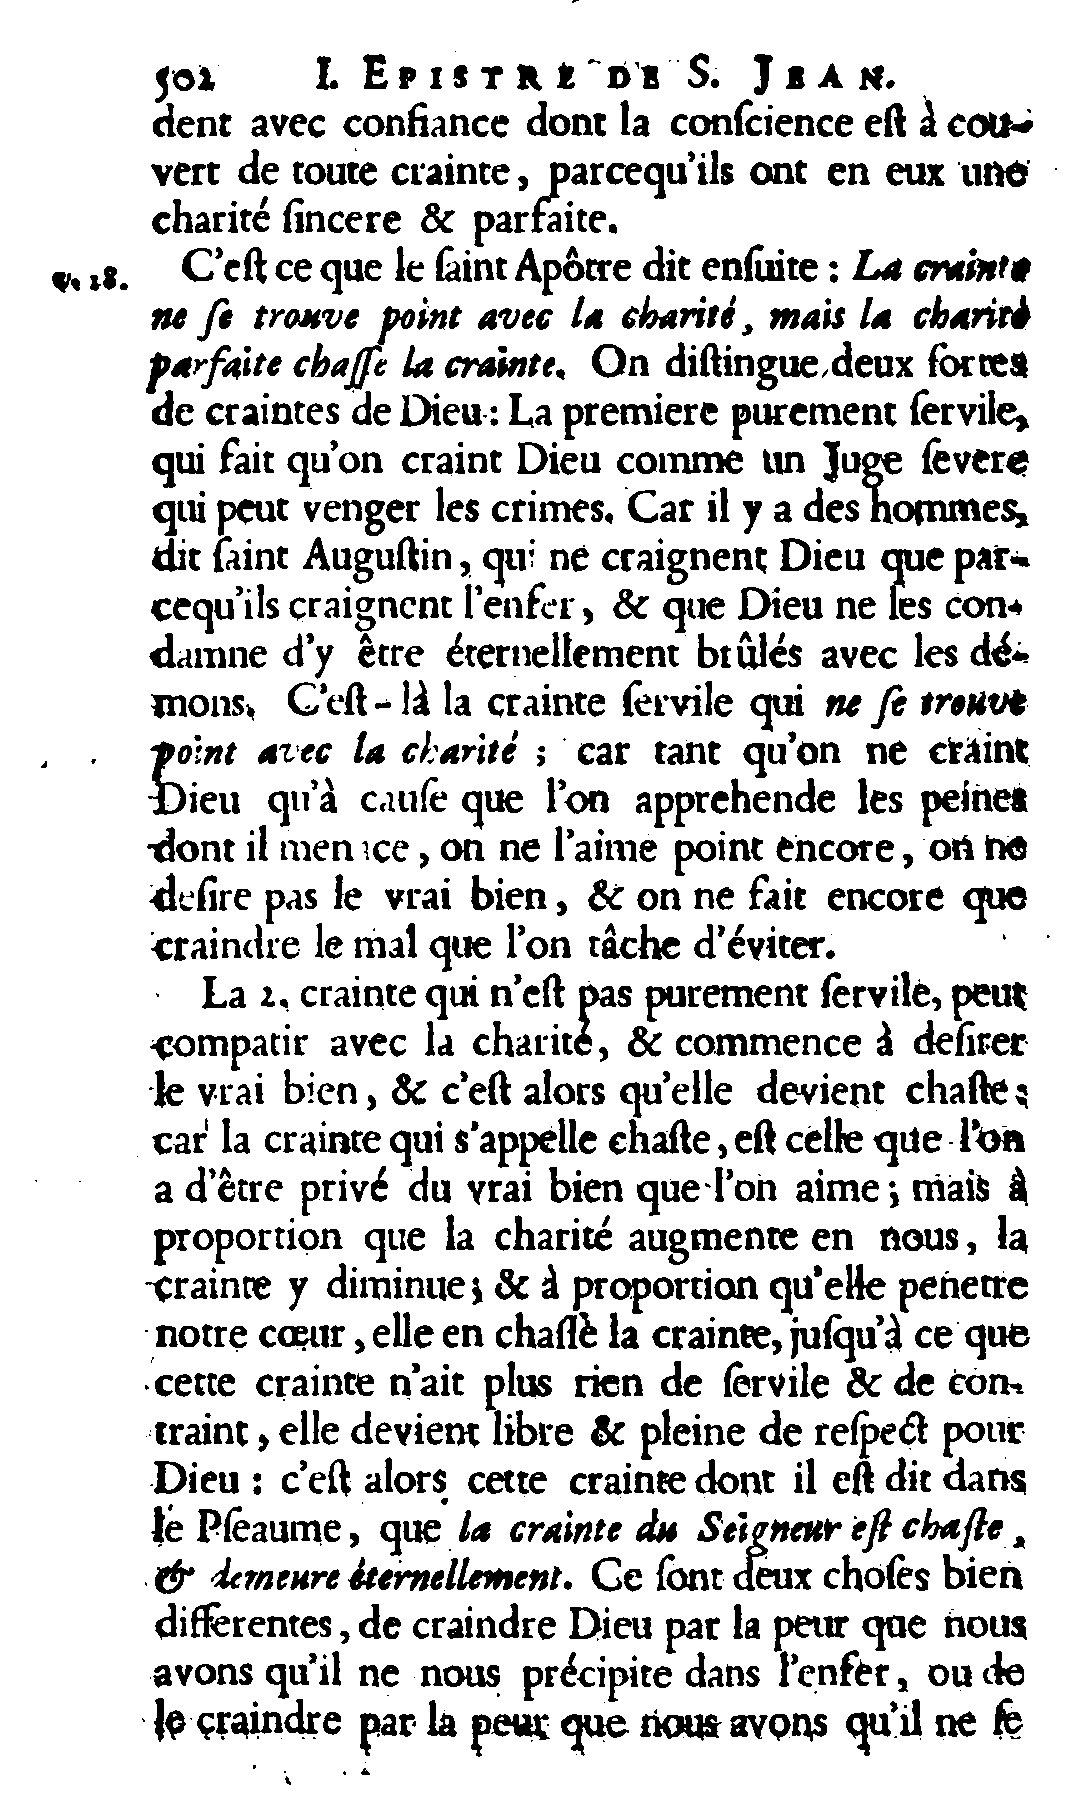 502 I. EPISTRE DE S. JEAN.
dent avec confiance dont la conſcience eſt à cou-
vert de toute crainte, parcequ'ils ont en eux une
charité ſincere & parfaite.
v. 18. C'eſt ce que le ſaint Apôtre dit enſuite : La crainte
ne ſe trouve point avec la charité, mais la charité
parfaite chaſſe la crainte. On diſtingue deux ſortes
de craintes de Dieu : La premiere purement ſervile,
qui fait qu'on craint Dieu comme un Juge ſevere
qui peut venger les crimes. Car il y a des hommes,
dit ſaint Auguſtin, qui ne craignent Dieu que par-
cequ'ils craignent l'enfer, & que Dieu ne les con-
damne d'y être éternellement brûlés avec les dé-
mons. C'eſt-là la crainte ſervile qui ne ſe trouve
point avec la charité ; car tant qu'on ne craint
Dieu qu'à cauſe que l'on apprehende les peines
dont il menace, on ne l'aime point encore, on ne
deſire pas le vrai bien, & on ne fait encore que
craindre le mal que l'on tâche d'éviter.
La 2. crainte qui n'eſt pas purement ſervile, peut
compatir avec la charité, & commence à deſirer
le vrai bien, & c'eſt alors qu'elle devient chaſte ;
car la crainte qui s'appelle chaſte, eſt celle que l'on
a d'être privé du vrai bien que l'on aime ; mais à
proportion que la charité augmente en nous, la
crainte y diminue ; & à proportion qu'elle penetre
notre cœur, elle en chaſſe la crainte, juſqu'à ce que
cette crainte n'ait plus rien de ſervile & de con-
traint, elle devient libre & pleine de reſpect pour
Dieu : c'eſt alors cette crainte dont il eſt dit dans
le Pſeaume, que la crainte du Seigneur eſt chaſte,
& demeure éternellement. Ce ſont deux choſes bien
differentes, de craindre Dieu par la peur que nous
avons qu'il ne nous précipite dans l'enfer, ou de
le craindre par la peur que nous avons qu'il ne ſe